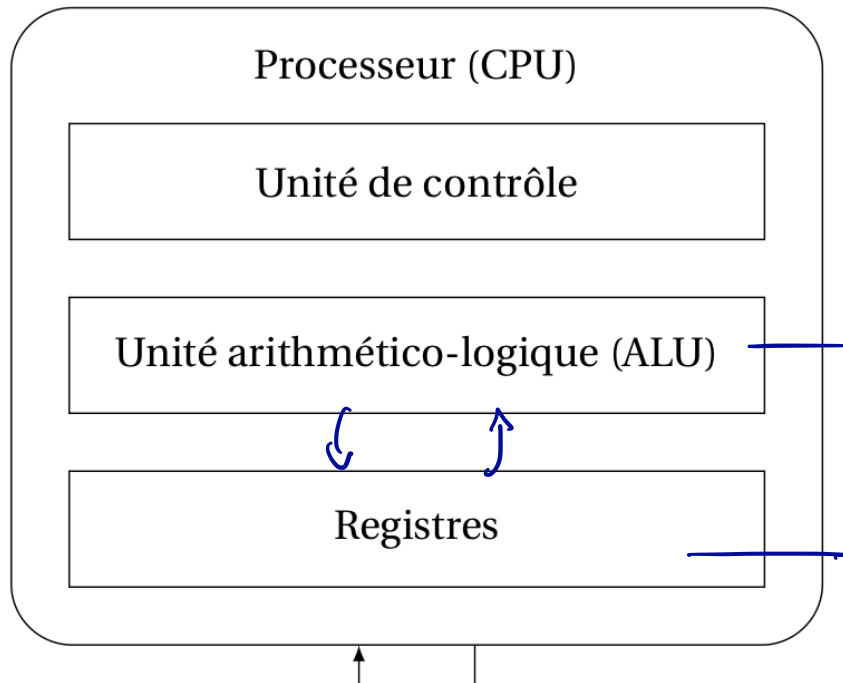 Processeur (CPU)
Unité de contrôle
Unité arithmético-logique (ALU)
Registres